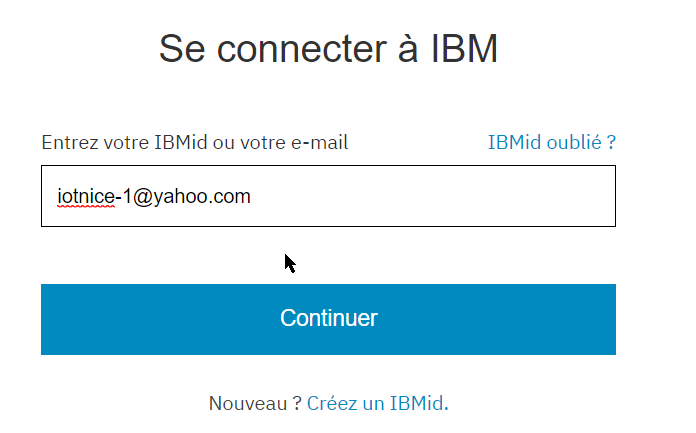 Se connecter à IBM
Entrez votre IBMid ou votre e-mail IBMid oublié ?
iotnice-1@yahoo.com
Continuer
Nouveau ? Créez un IBMid.